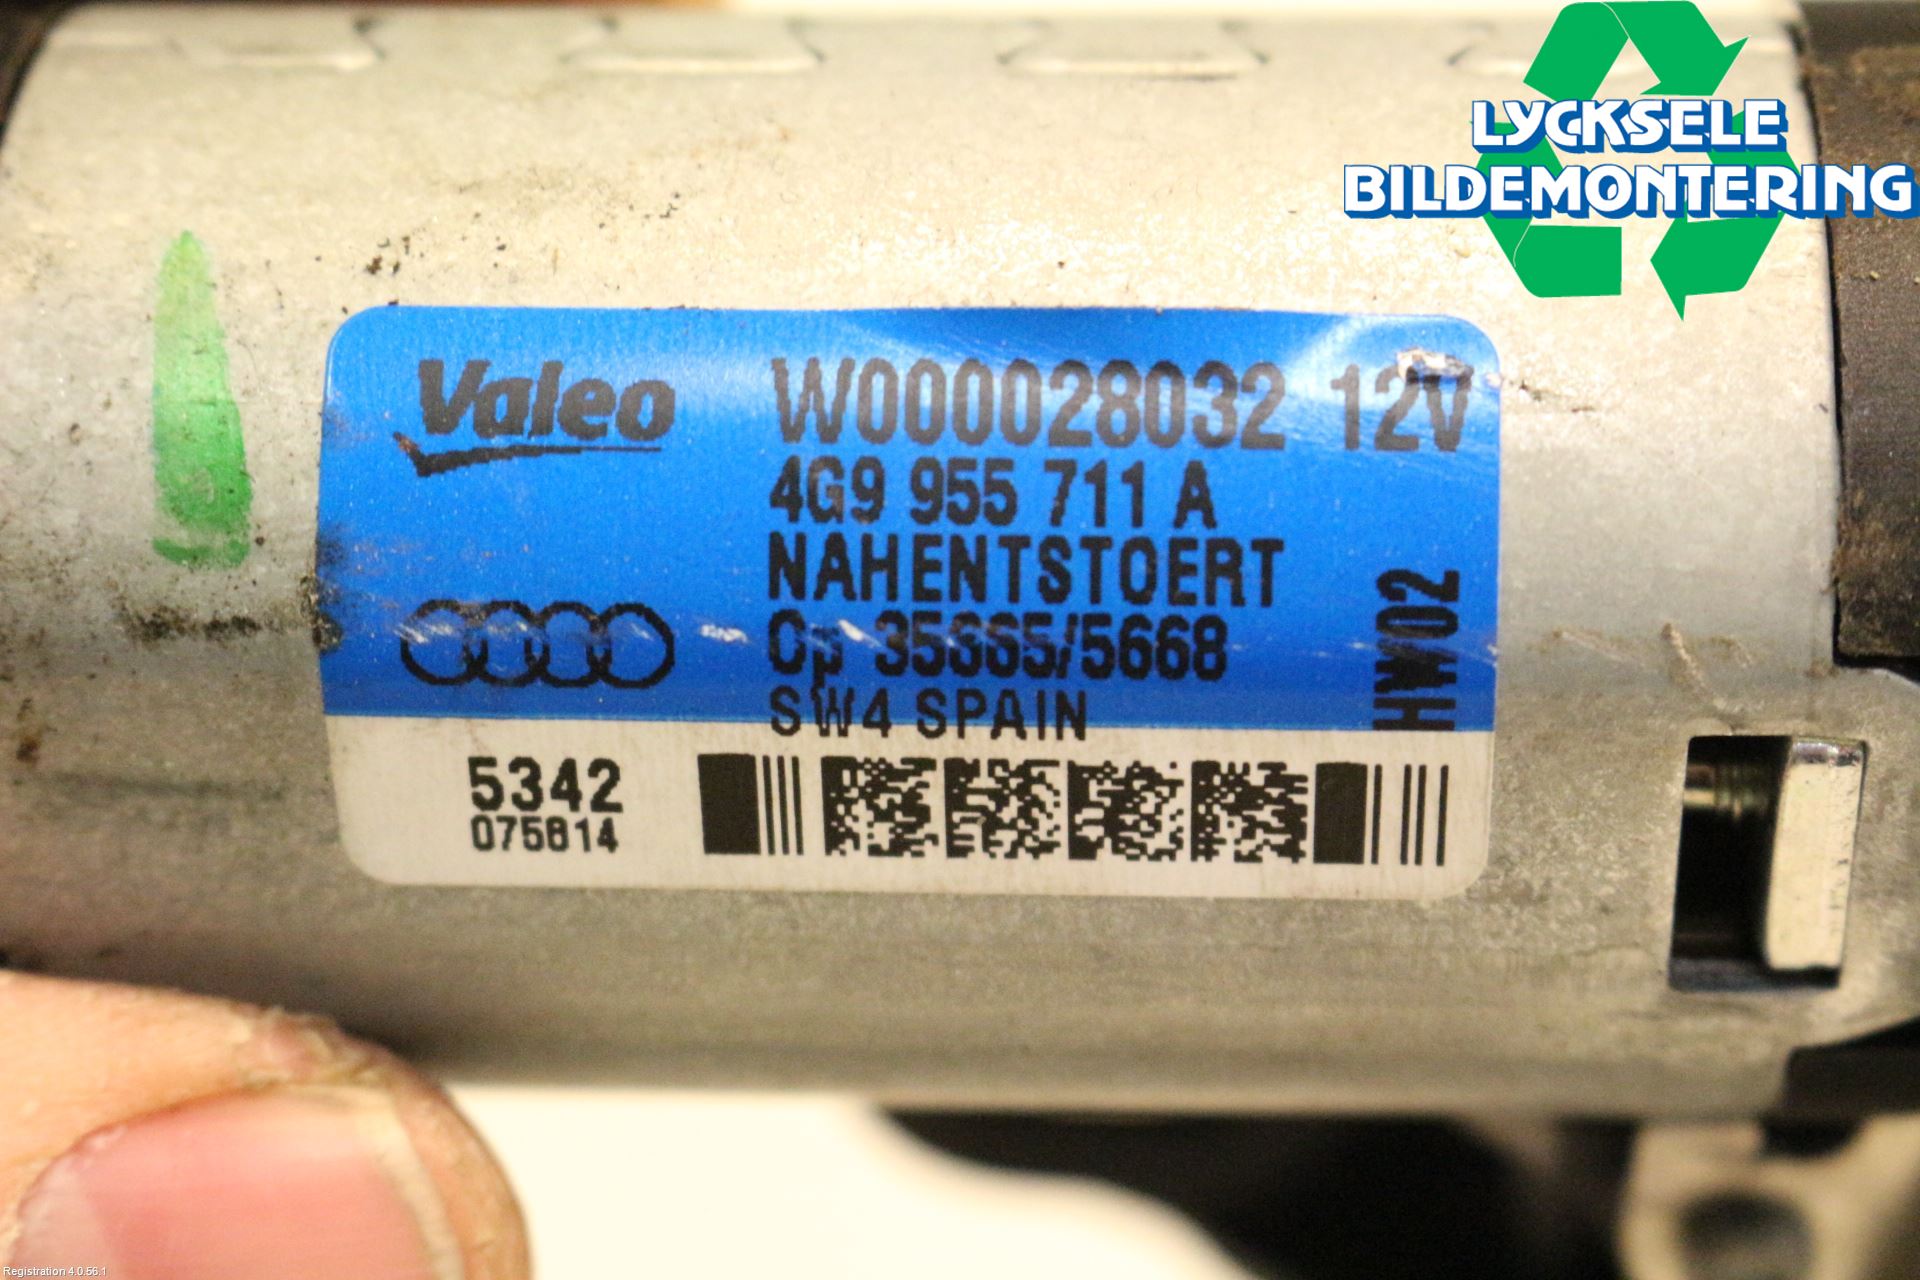 LYCKSELE
BILDEMONTERING
Valeo
W000028032 12V
4G9 955 711 A
NAHENTSTOERT
Cp 35365/5668
SW4 SPAIN
HW02
5342
075814
Registration 4.0.56.1